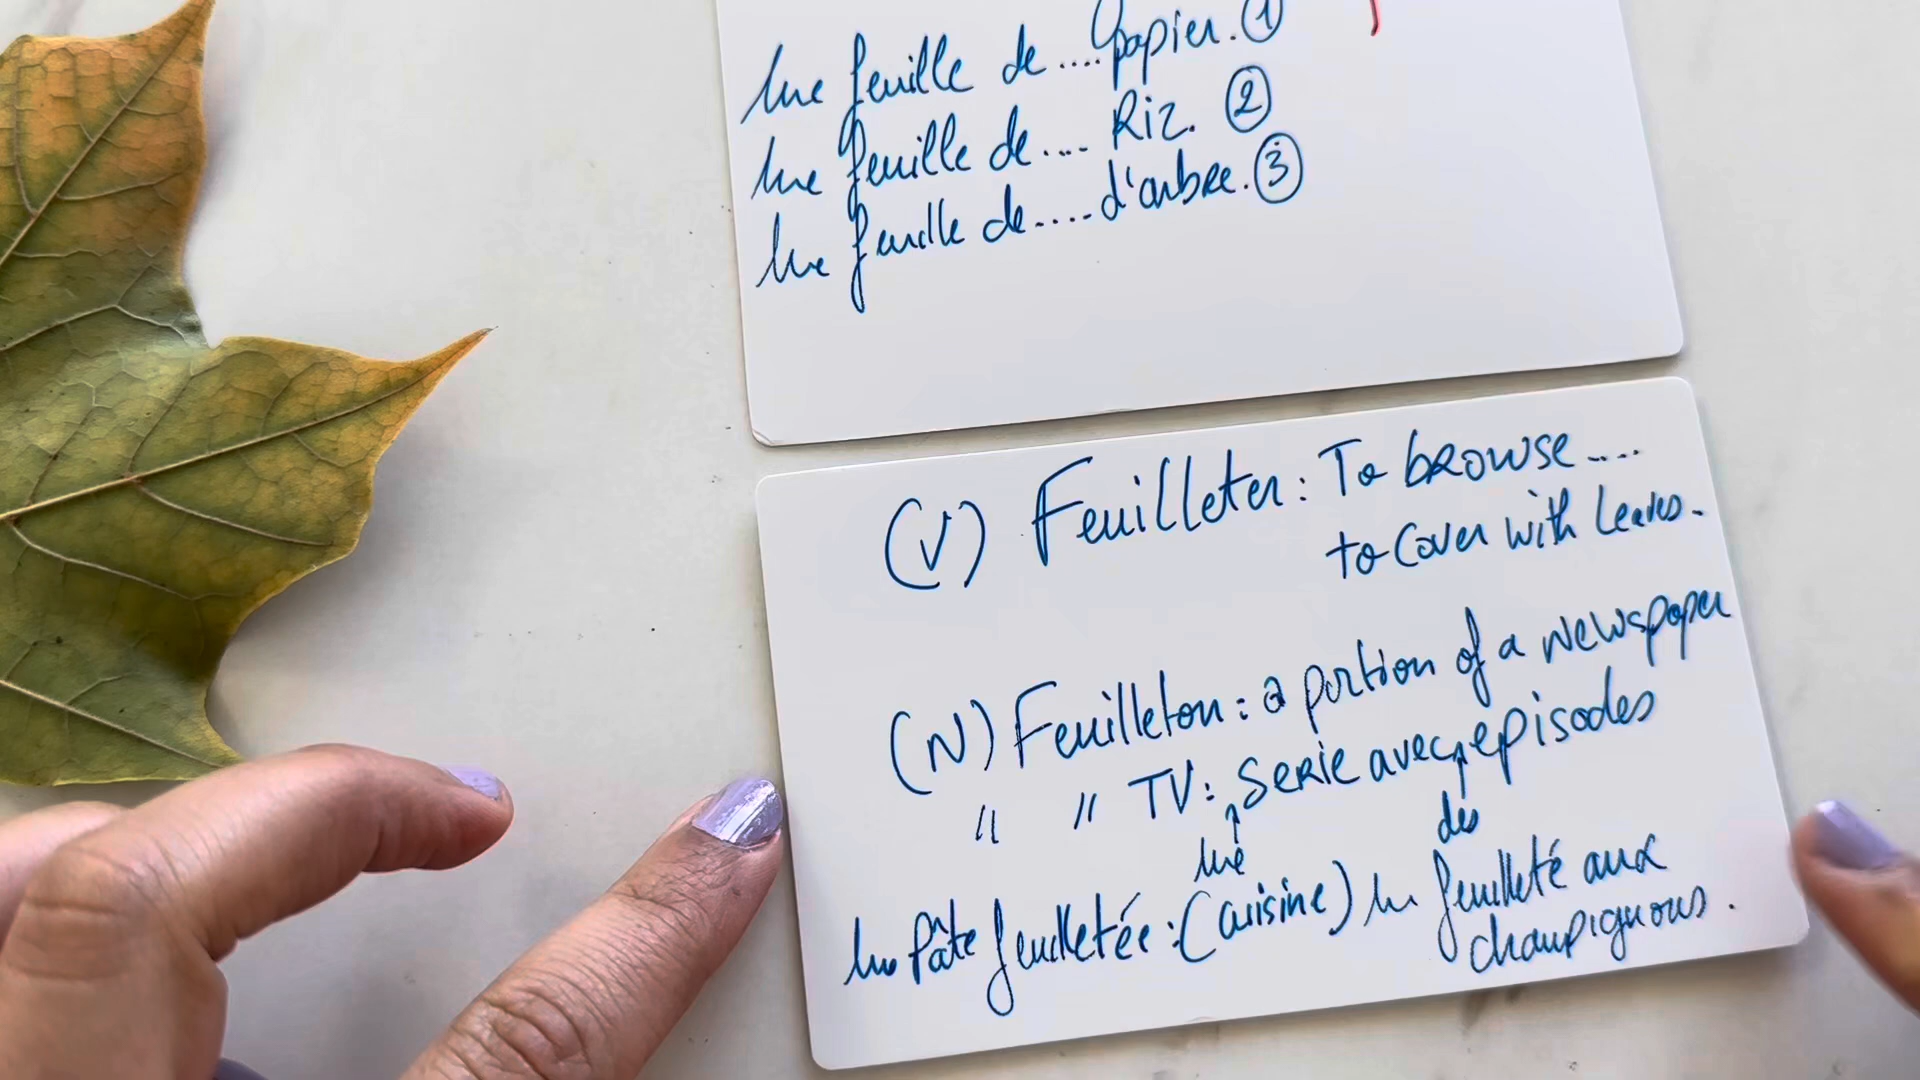 Une feuille de .... papier. ①
Une feuille de .... Riz. ②
Une feuille de .... d'arbre. ③
(V) Feuilleter : To browse ....
to cover with leaves.
(N) Feuilleton : a portion of a newspaper
" " TV : serie avec episodes
une des
Une Pâte feuilletée : (cuisine) Un feuilleté aux
champignons.